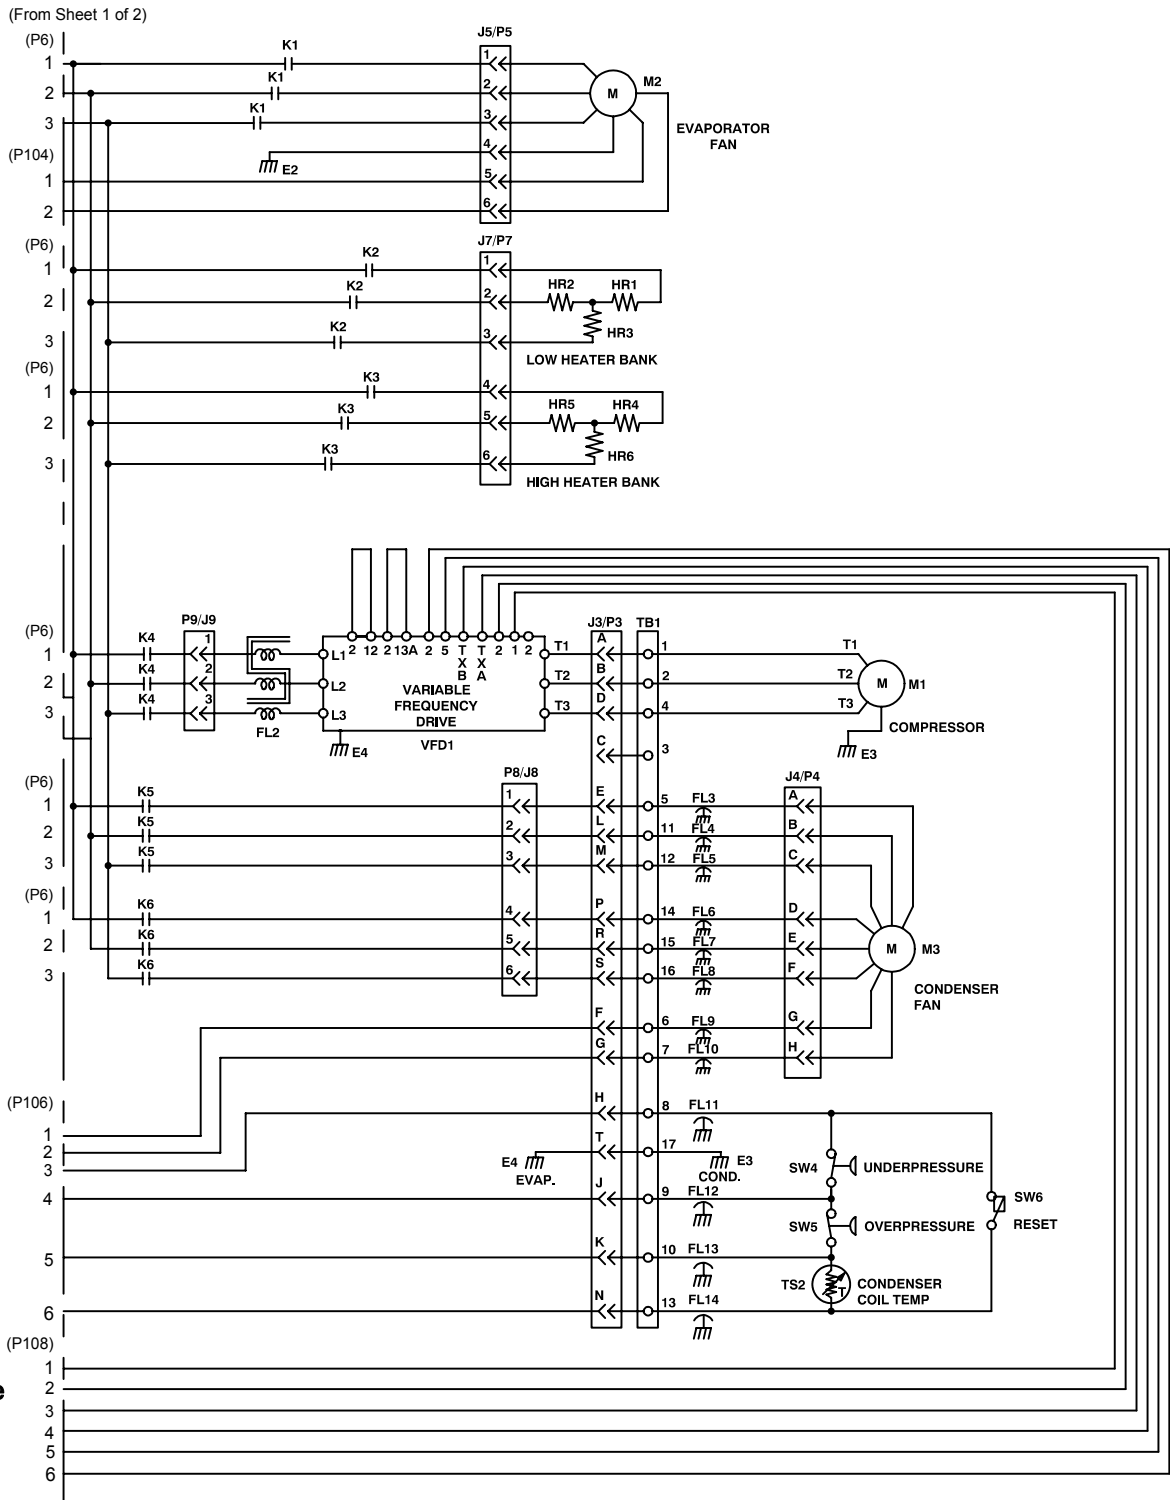 (From Sheet 1 of 2)
(P6)
J5/P5
1 K1 1
2 K1 2 M M2
3 K1 3
EVAPORATOR
FAN
(P104) 4
E2
1 5
2 6
(P6) J7/P7
1 K2 1
2 K2 2 HR2 HR1
3 K2 3 HR3
LOW HEATER BANK
(P6)
1 K3 4
2 K3 5 HR5 HR4
3 K3 6 HR6
HIGH HEATER BANK
(P6) P9/J9 J3/P3 TB1
2 12 2 13A 2 5 TXB TXA 2 1 2
1 K4 1 L1 T1 A 1 T1
2 K4 2 L2 T2 B 2 T2 M M1
3 K4 3 L3 T3 D 4 T3
VARIABLE
FREQUENCY
DRIVE
FL2 E4 VFD1 COMPRESSOR
C 3 E3
(P6) P8/J8 J4/P4
1 K5 1 E 5 FL3 A
2 K5 2 L 11 FL4 B
3 K5 3 M 12 FL5 C
(P6)
1 K6 4 P 14 FL6 D
2 K6 5 R 15 FL7 E M M3
3 K6 6 S 16 FL8 F
CONDENSER
FAN
F 6 FL9 G
G 7 FL10 H
(P106) H 8 FL11
1
2
3
T 17
E4 E3
EVAP. COND.
SW4 UNDERPRESSURE
4 J 9 FL12
SW6
RESET
SW5 OVERPRESSURE
5 K 10 FL13
TS2 T CONDENSER
COIL TEMP
6 N 13 FL14
(P108)
1
e 2
3
4
5
6